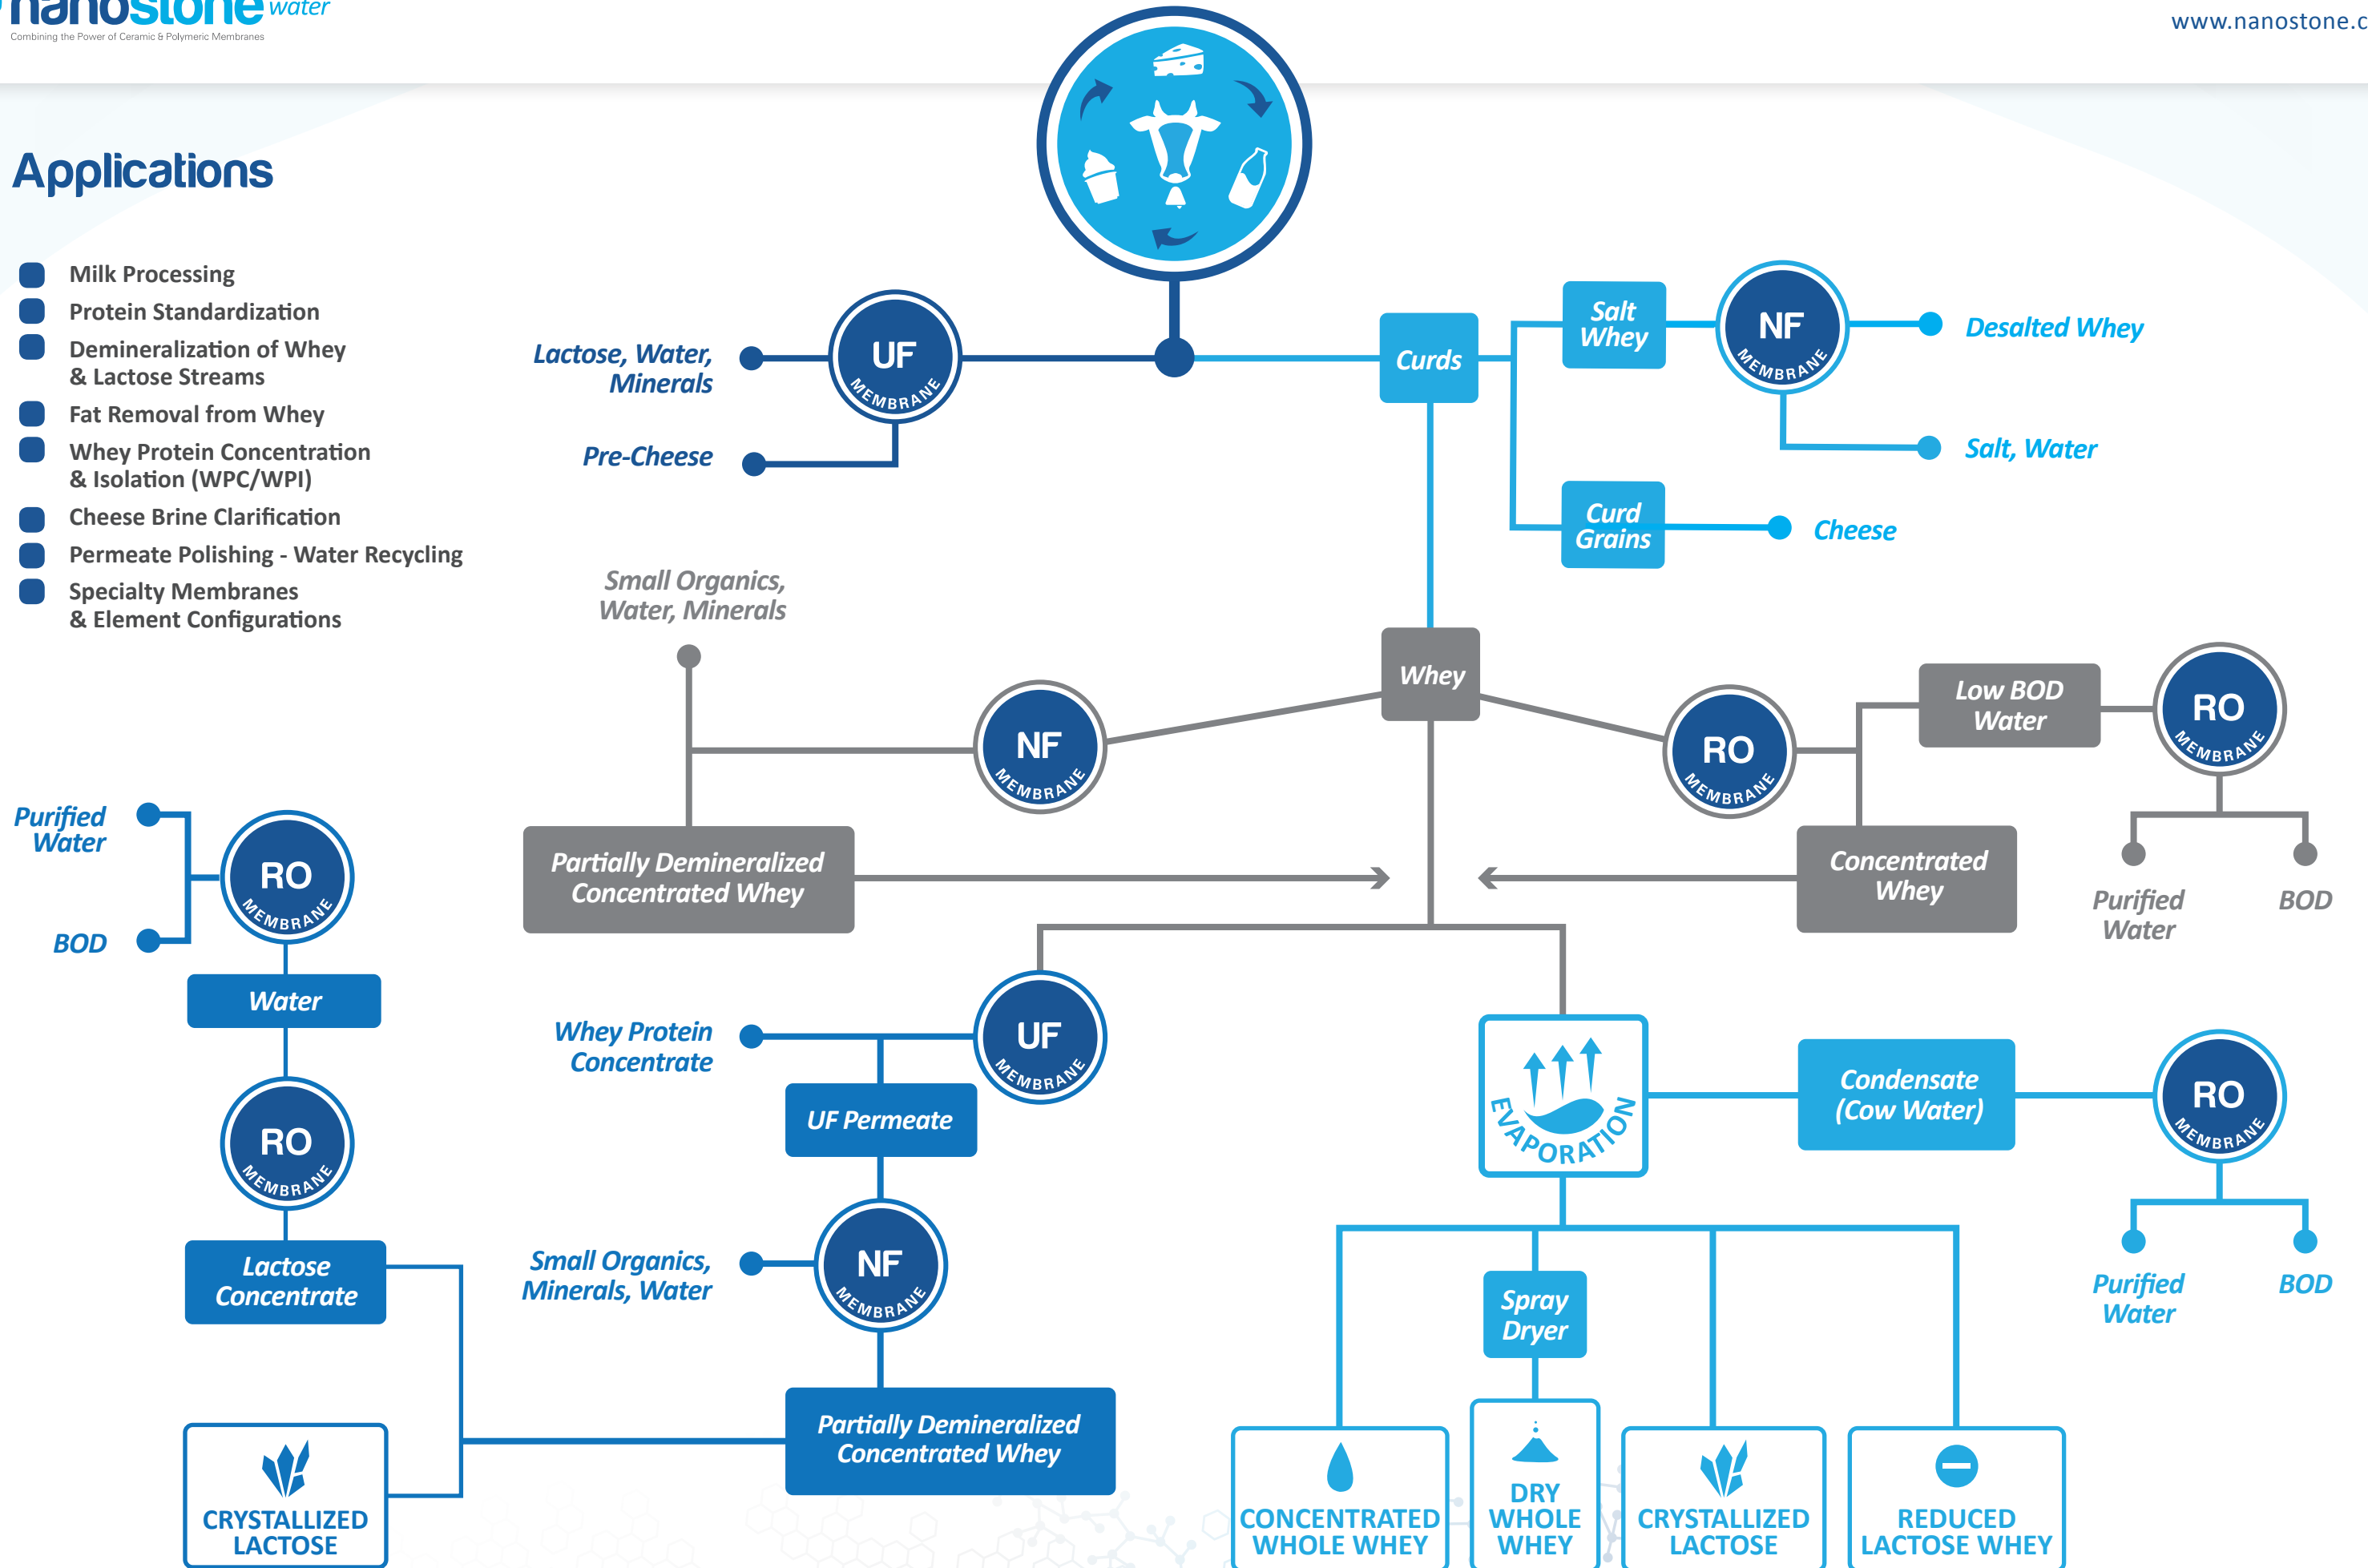 nanostone water
Combining the Power of Ceramic & Polymeric Membranes
www.nanostone.c
Applications
Milk Processing
Protein Standardization
Demineralization of Whey
& Lactose Streams
Fat Removal from Whey
Whey Protein Concentration
& Isolation (WPC/WPI)
Cheese Brine Clarification
Permeate Polishing - Water Recycling
Specialty Membranes
& Element Configurations
Lactose, Water,
Minerals
UF
MEMBRANE
Pre-Cheese
Curds
Salt
Whey
NF
MEMBRANE
Desalted Whey
Salt, Water
Curd
Grains
Cheese
Small Organics,
Water, Minerals
Whey
NF
MEMBRANE
RO
MEMBRANE
Low BOD
Water
RO
MEMBRANE
Partially Demineralized
Concentrated Whey
Concentrated
Whey
Purified
Water
BOD
Purified
Water
RO
MEMBRANE
BOD
Water
RO
MEMBRANE
Lactose
Concentrate
CRYSTALLIZED
LACTOSE
Whey Protein
Concentrate
UF
MEMBRANE
UF Permeate
Small Organics,
Minerals, Water
NF
MEMBRANE
Partially Demineralized
Concentrated Whey
EVAPORATION
Condensate
(Cow Water)
RO
MEMBRANE
Purified
Water
BOD
Spray
Dryer
CONCENTRATED
WHOLE WHEY
DRY
WHOLE
WHEY
CRYSTALLIZED
LACTOSE
REDUCED
LACTOSE WHEY